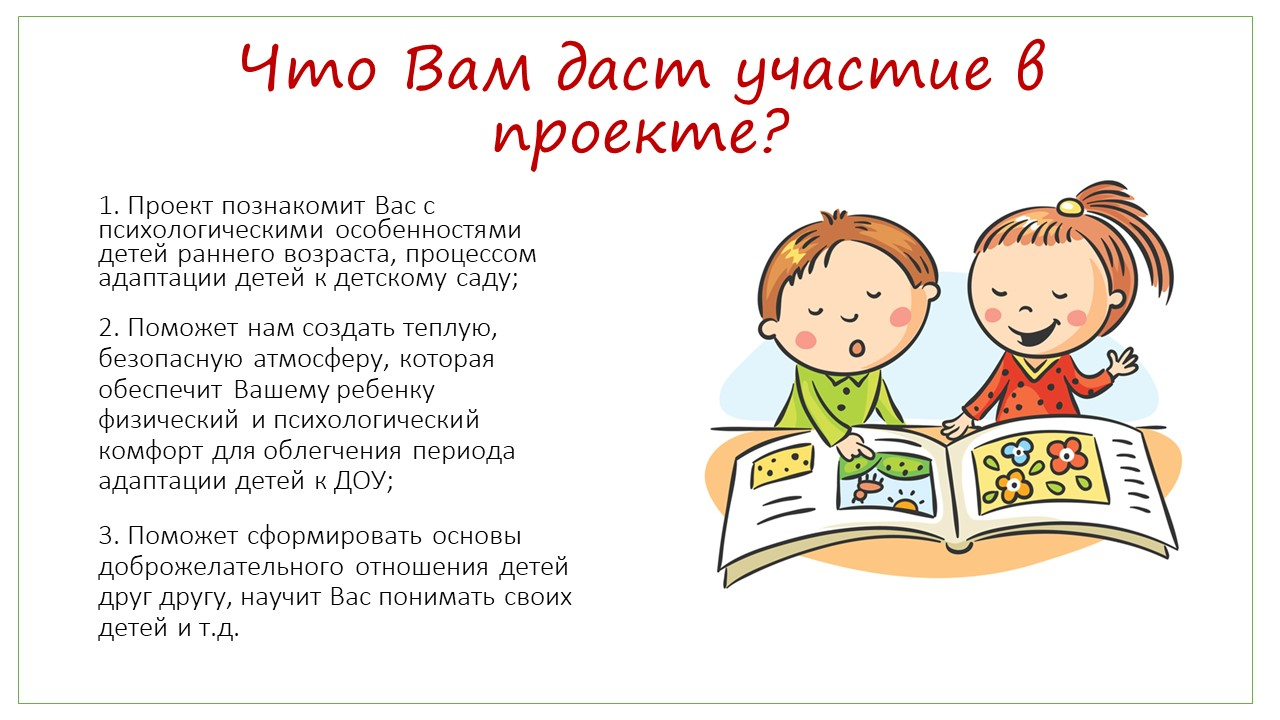 Что Вам даст участие в
проекте?
1. Проект познакомит Вас с
психологическими особенностями
детей раннего возраста, процессом
адаптации детей к детскому саду;
2. Поможет нам создать теплую,
безопасную атмосферу, которая
обеспечит Вашему ребенку
физический и психологический
комфорт для облегчения периода
адаптации детей к ДОУ;
3. Поможет сформировать основы
доброжелательного отношения детей
друг другу, научит Вас понимать своих
детей и т.д.